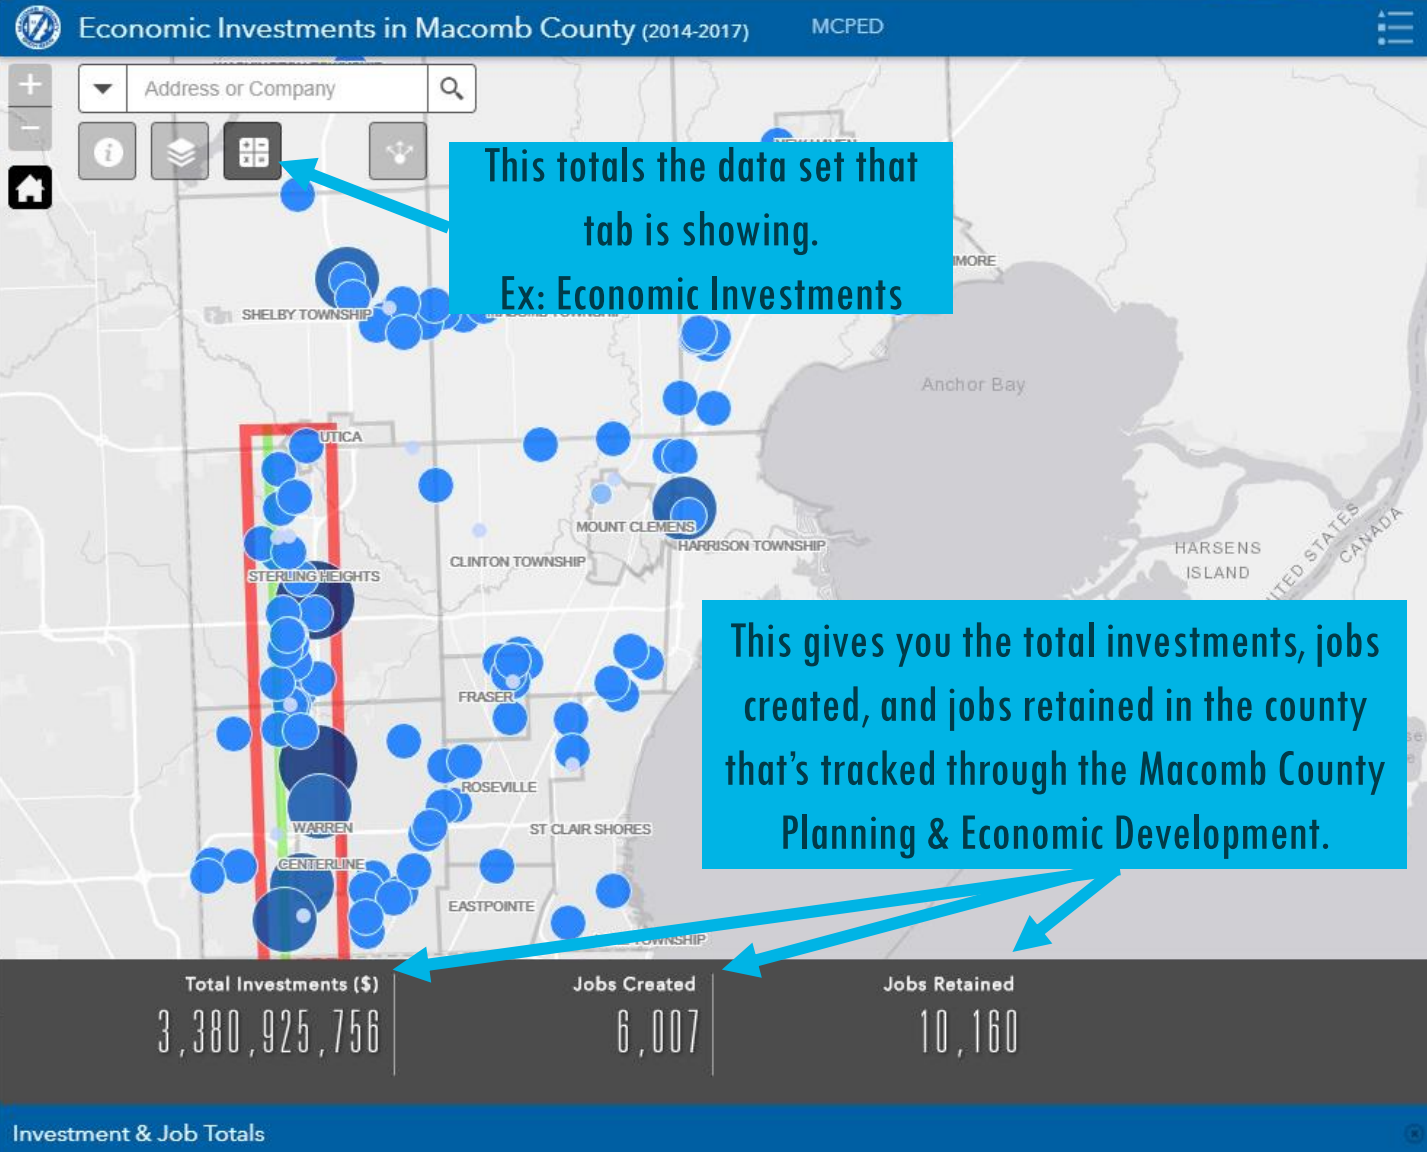 Economic Investments in Macomb County (2014-2017)
MCPED
Address or Company
This totals the data set that
tab is showing.
Ex: Economic Investments
MORE
SHELBY TOWNSHIP
Anchor Bay
UTICA
MOUNT CLEMENS
HARRISON TOWNSHIP
CLINTON TOWNSHIP
STERLING HEIGHTS
HARSENS
ISLAND
ITED STATES
CANADA
This gives you the total investments, jobs
created, and jobs retained in the county
that's tracked through the Macomb County
Planning & Economic Development.
FRASER
ROSEVILLE
WARREN
ST CLAIR SHORES
CENTERLINE
EASTPOINTE
TOWNSHIP
Total Investments ($)
3,380,925,756
Jobs Created
6,007
Jobs Retained
10,160
Investment & Job Totals